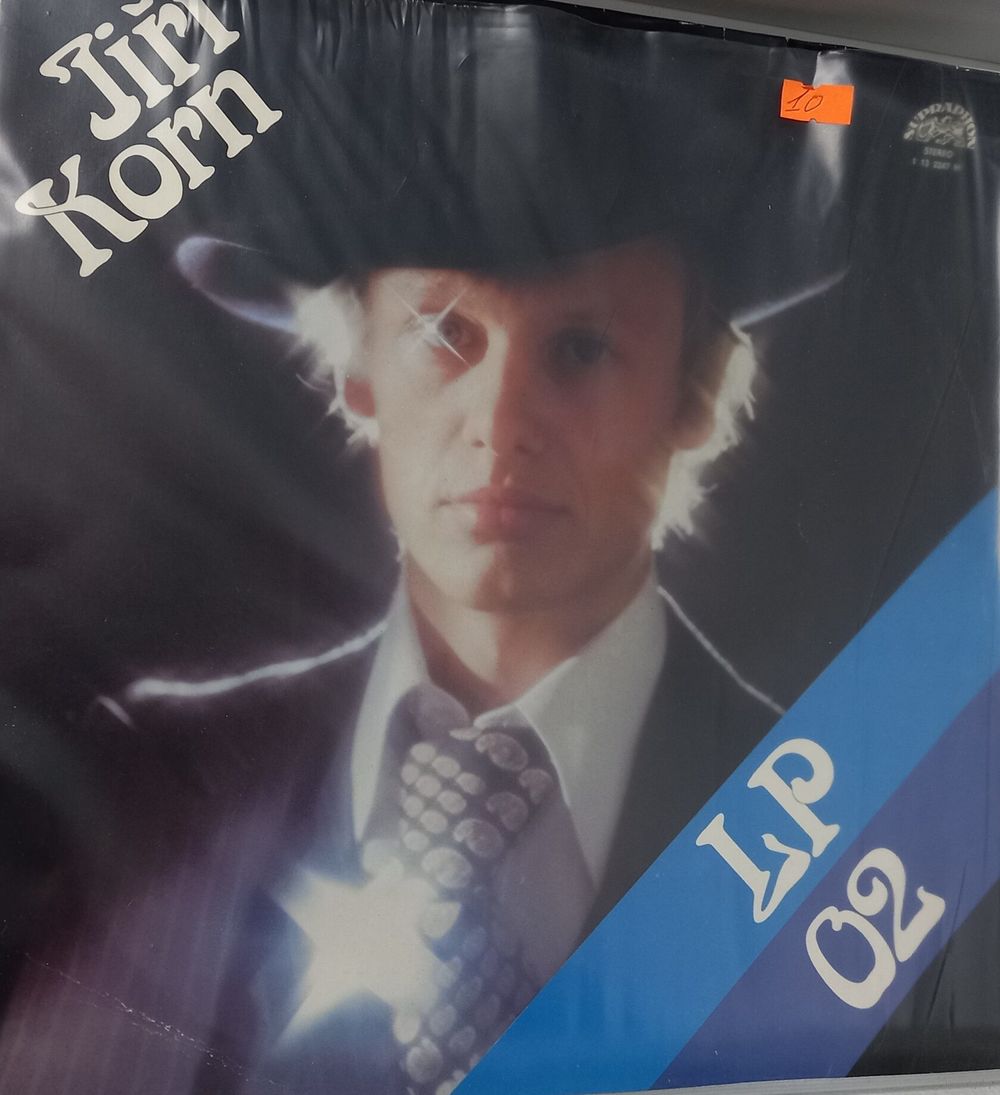 Jiří
Korn
10
SUPRAPHON
STEREO
LP
02